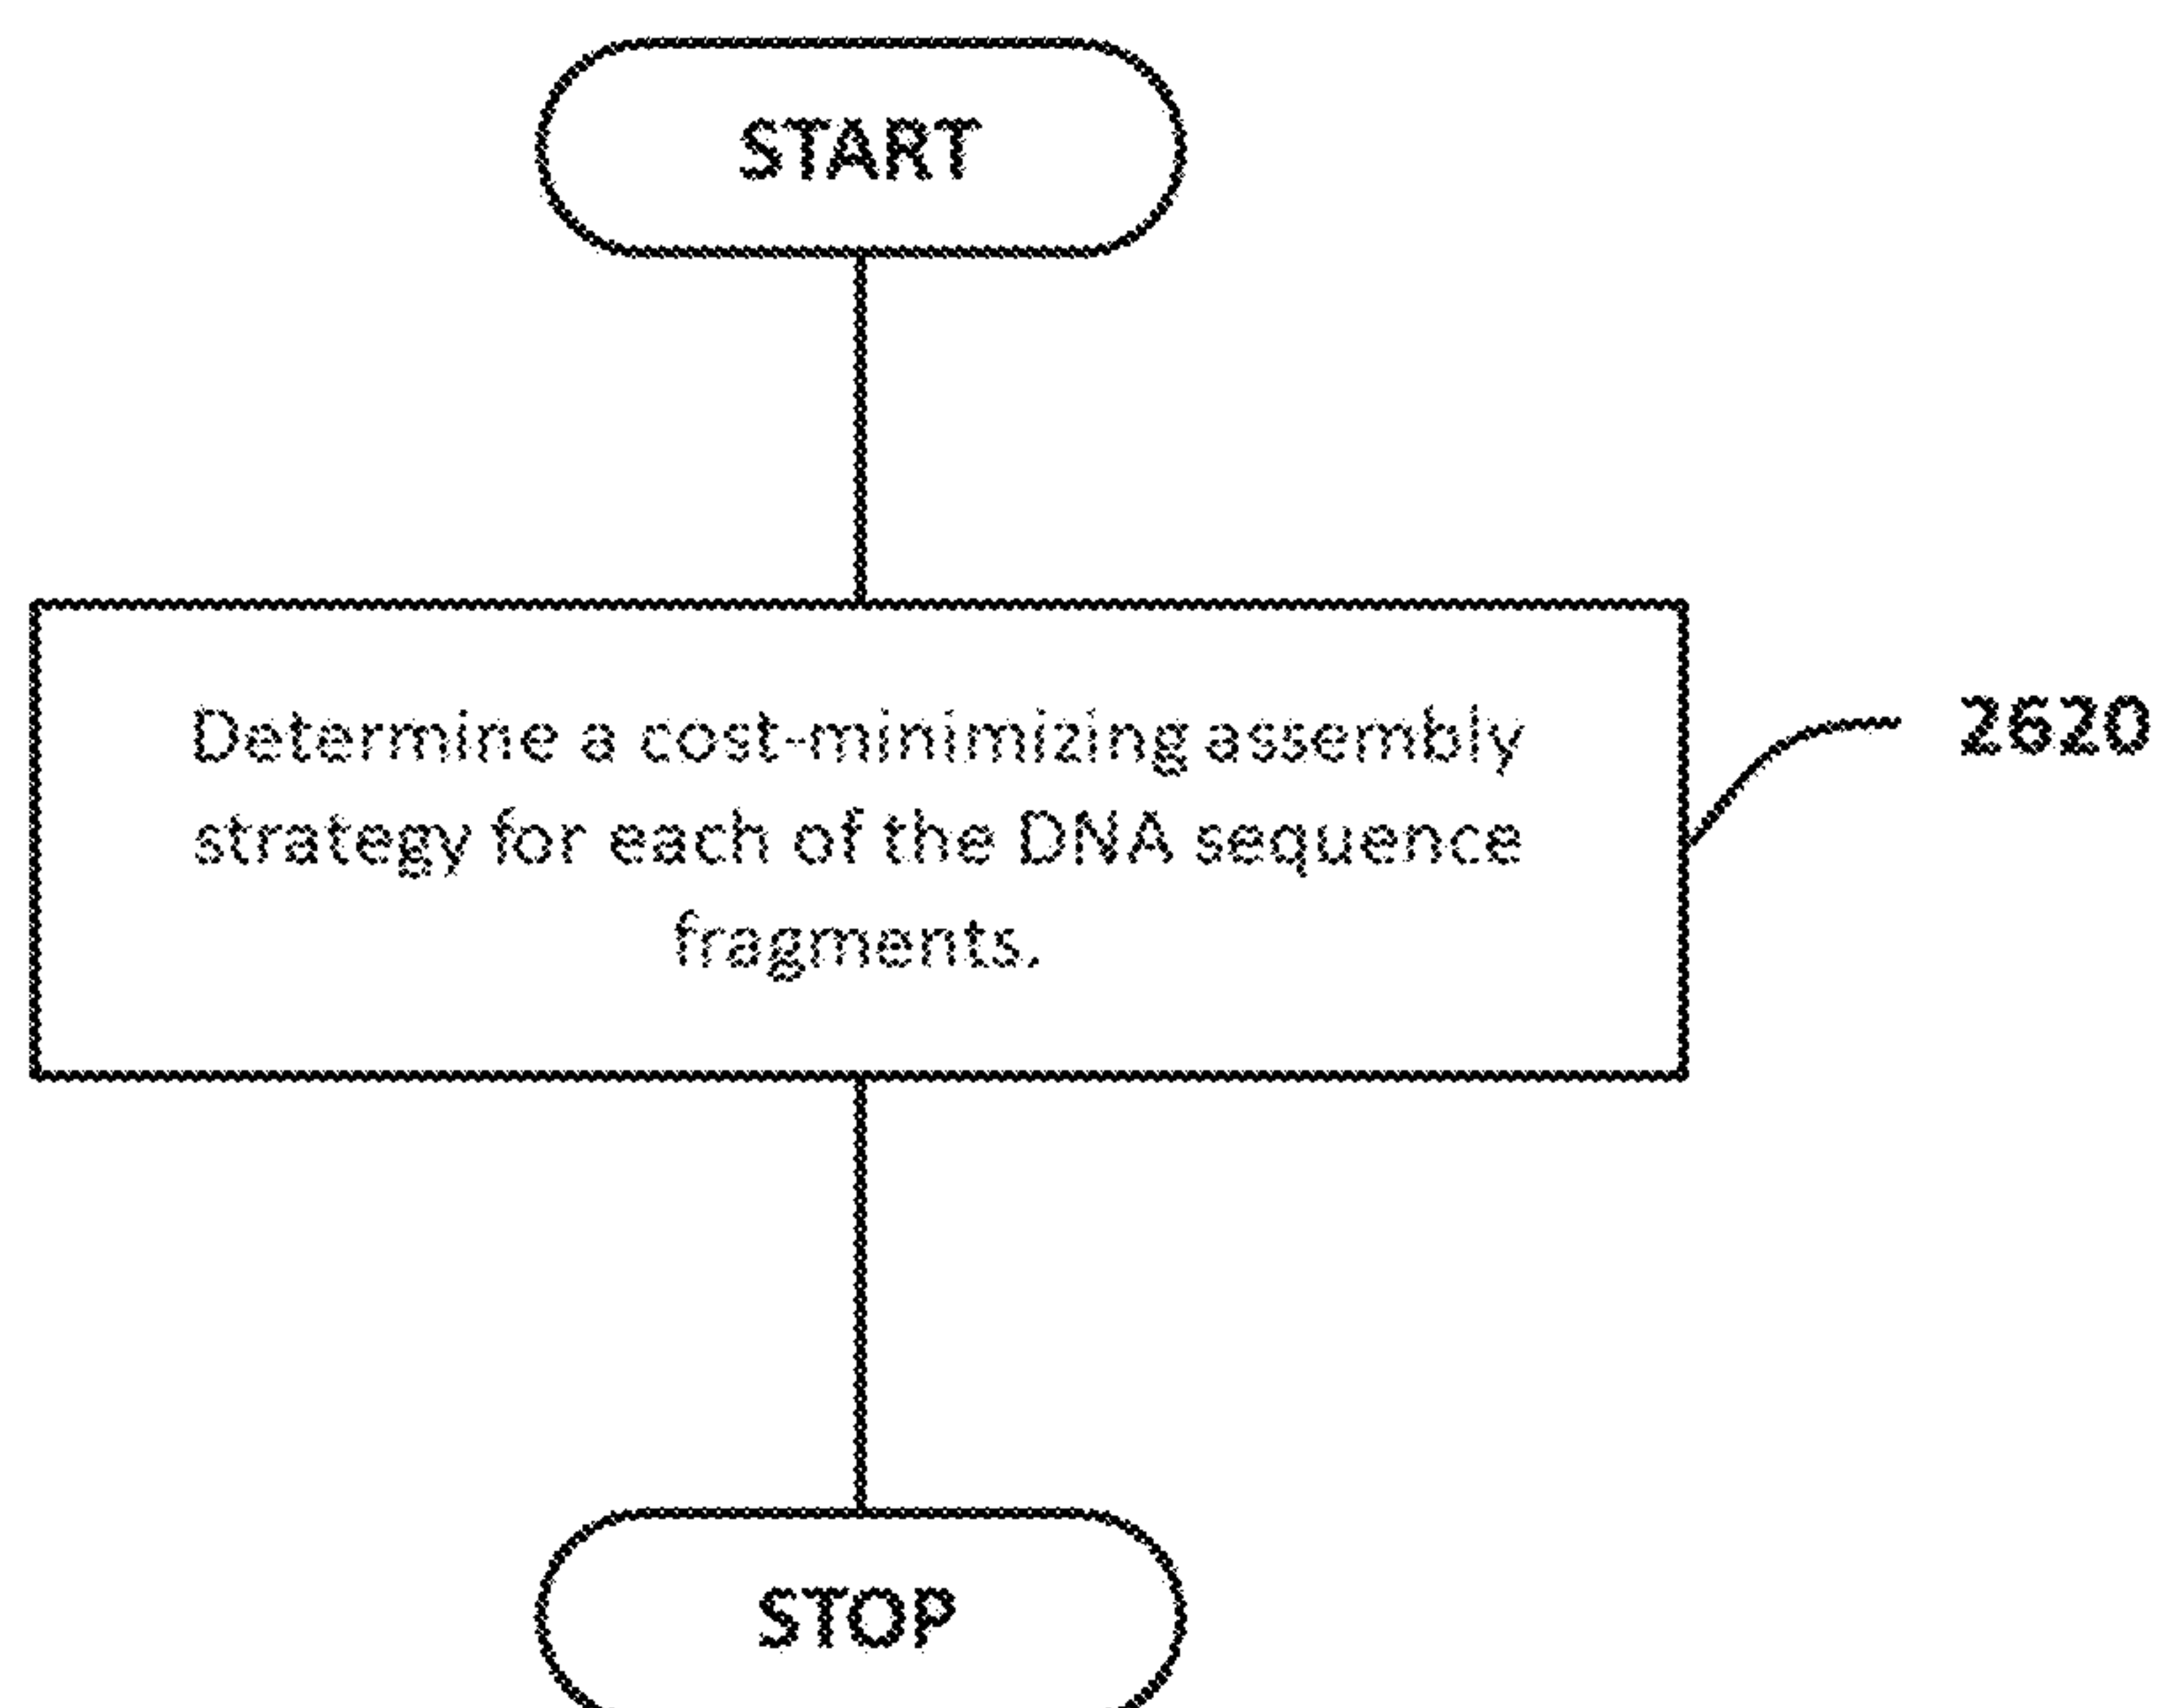 START
Determine a cost-minimizing assembly
2620
strategy for each of the DNA sequence
fragments.
STOP